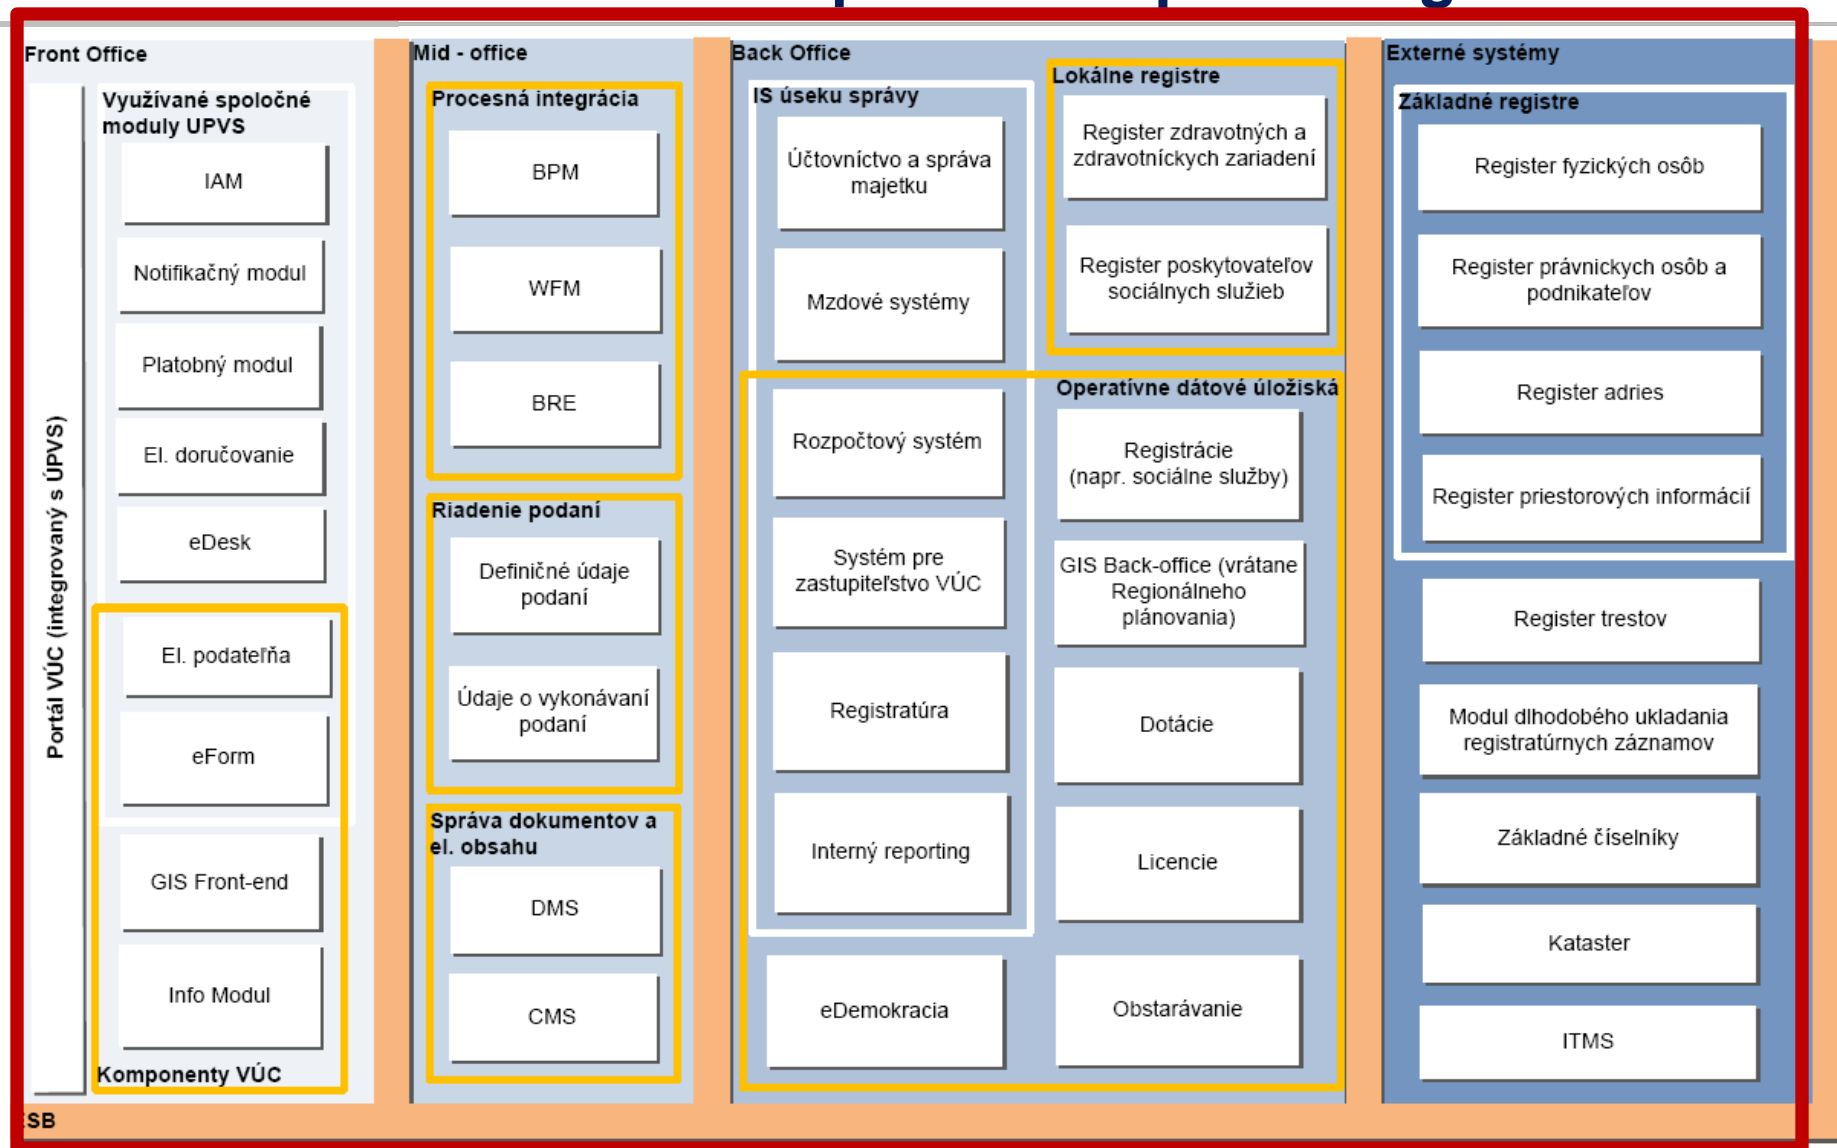 Front Office
Portál VÚC (integrovaný s ÚPVS)
Využívané spoločné
moduly UPVS
IAM
Notifikačný modul
Platobný modul
El. doručovanie
eDesk
El. podateľňa
eForm
GIS Front-end
Info Modul
Komponenty VÚC
Mid - office
Procesná integrácia
BPM
WFM
BRE
Riadenie podaní
Definičné údaje
podaní
Údaje o vykonávaní
podaní
Správa dokumentov a
el. obsahu
DMS
CMS
Back Office
IS úseku správy
Účtovníctvo a správa
majetku
Mzdové systémy
Rozpočtový systém
Systém pre
zastupiteľstvo VÚC
Registratúra
Interný reporting
eDemokracia
Lokálne registre
Register zdravotných a
zdravotníckych zariadení
Register poskytovateľov
sociálnych služieb
Operatívne dátové úložiská
Registrácie
(napr. sociálne služby)
GIS Back-office (vrátane
Regionálneho
plánovania)
Dotácie
Licencie
Obstarávanie
Externé systémy
Základné registre
Register fyzických osôb
Register právnickych osôb a
podnikateľov
Register adries
Register priestorových informácií
Register trestov
Modul dlhodobého ukladania
registratúrnych záznamov
Základné číselníky
Kataster
ITMS
ESB